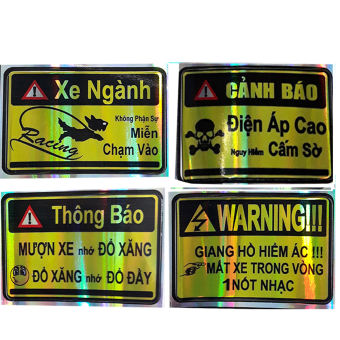 Xe Ngành
Không Phận Sự
Miễn
Chạm Vào
Racing
CẢNH BÁO
Điện Áp Cao
Nguy Hiểm Cấm Sờ
Thông Báo
MƯỢN XE nhớ ĐỔ XĂNG
ĐỔ XĂNG nhớ ĐỔ ĐẦY
WARNING!!!
GIANG HỒ HIỂM ÁC !!!
MẤT XE TRONG VÒNG
1 NỐT NHẠC